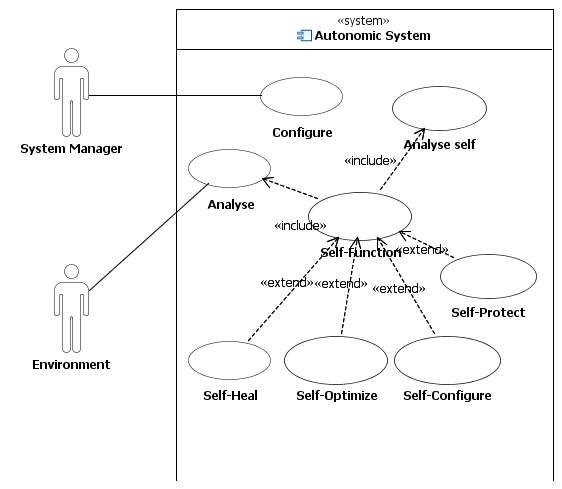 «system»
Autonomic System
System Manager
Configure
Analyse self
«include»
Analyse
«include»
Self-Function
«extend»
«extend»
«extend»
«extend»
Self-Protect
Environment
Self-Heal
Self-Optimize
Self-Configure